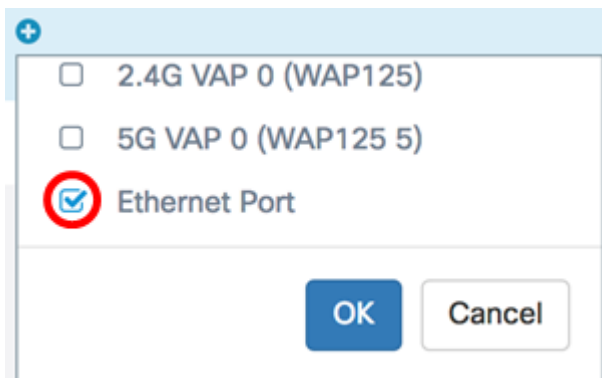 2.4G VAP 0 (WAP125)
5G VAP 0 (WAP125 5)
Ethernet Port
OK Cancel